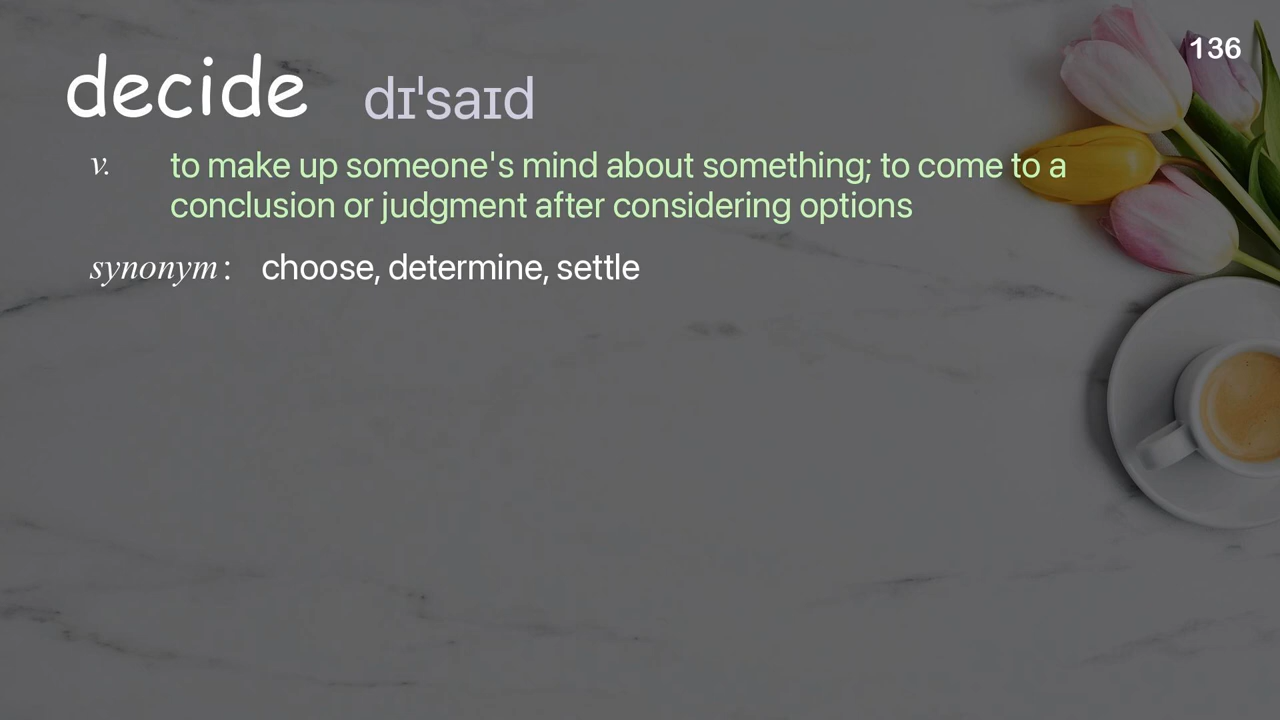 136
decide dɪˈsaɪd
v. to make up someone's mind about something; to come to a
conclusion or judgment after considering options
synonym: choose, determine, settle